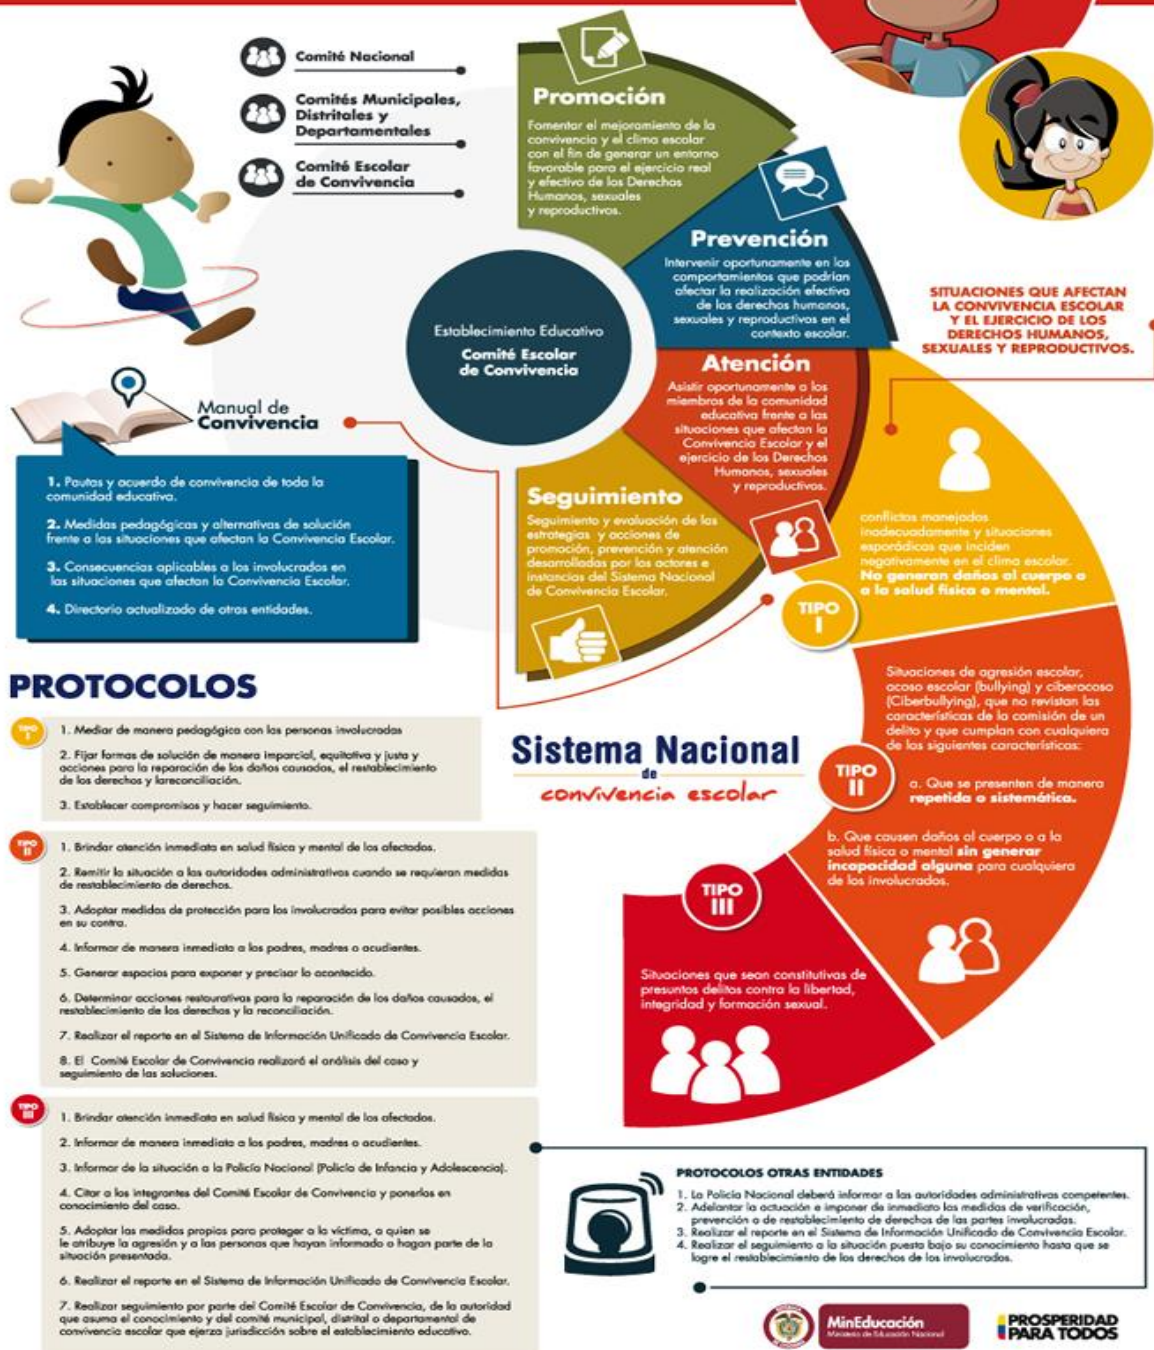 Comité Nacional
Comités Municipales,
Distritales y
Departamentales
Comité Escolar
de Convivencia
Promoción
Fomentar el mejoramiento de la
convivencia y el clima escolar
con el fin de generar un entorno
favorable para el ejercicio real
y efectivo de los Derechos
Humanos, sexuales
y reproductivos.
Prevención
Intervenir oportunamente en los
comportamientos que podrían
afectar la realización efectiva
de los derechos humanos,
sexuales y reproductivos en el
contexto escolar.
SITUACIONES QUE AFECTAN
LA CONVIVENCIA ESCOLAR
Y EL EJERCICIO DE LOS
DERECHOS HUMANOS,
SEXUALES Y REPRODUCTIVOS.
Establecimiento Educativo
Comité Escolar
de Convivencia
Atención
Asistir oportunamente a los
miembros de la comunidad
educativa frente a las
situaciones que afectan la
Convivencia Escolar y el
ejercicio de los Derechos
Humanos, sexuales
y reproductivos.
Manual de
Convivencia
1. Pautas y acuerdo de convivencia de toda la
comunidad educativa.
2. Medidas pedagógicas y alternativas de solución
frente a las situaciones que afectan la Convivencia Escolar.
3. Consecuencias aplicables a los involucrados en
las situaciones que afectan la Convivencia Escolar.
4. Directorio actualizado de otras entidades.
Seguimiento
Seguimiento y evaluación de las
estrategias y acciones de
promoción, prevención y atención
desarrolladas por los actores e
instancias del Sistema Nacional
de Convivencia Escolar.
conflictos manejados
inadecuadamente y situaciones
esporádicas que inciden
negativamente en el clima escolar.
No generan daños al cuerpo o
a la salud física o mental.
TIPO
I
Situaciones de agresión escolar,
acoso escolar (bullying) y ciberacoso
(Ciberbullying), que no revistan las
características de la comisión de un
delito y que cumplan con cualquiera
de las siguientes características:
TIPO
II
a. Que se presenten de manera
repetida o sistemática.
b. Que causen daños al cuerpo o a la
salud física o mental sin generar
incapacidad alguna para cualquiera
de los involucrados.
TIPO
III
Situaciones que sean constitutivas de
presuntos delitos contra la libertad,
integridad y formación sexual.
Sistema Nacional
de
convivencia escolar
PROTOCOLOS
TIPO
I
1. Mediar de manera pedagógica con las personas involucradas
2. Fijar formas de solución de manera imparcial, equitativa y justa y
acciones para la reparación de los daños causados, el restablecimiento
de los derechos y lareconciliación.
3. Establecer compromisos y hacer seguimiento.
TIPO
II
1. Brindar atención inmediata en salud física y mental de los afectados.
2. Remitir la situación a las autoridades administrativas cuando se requieran medidas
de restablecimiento de derechos.
3. Adoptar medidas de protección para los involucrados para evitar posibles acciones
en su contra.
4. Informar de manera inmediata a los padres, madres o acudientes.
5. Generar espacios para exponer y precisar lo acontecido.
6. Determinar acciones restaurativas para la reparación de los daños causados, el
restablecimiento de los derechos y la reconciliación.
7. Realizar el reporte en el Sistema de Información Unificado de Convivencia Escolar.
8. El Comité Escolar de Convivencia realizará el análisis del caso y
seguimiento de las soluciones.
TIPO
III
1. Brindar atención inmediata en salud física y mental de los afectados.
2. Informar de manera inmediata a los padres, madres o acudientes.
3. Informar de la situación a la Policía Nacional (Policía de Infancia y Adolescencia).
4. Citar a los integrantes del Comité Escolar de Convivencia y ponerlos en
conocimiento del caso.
5. Adoptar las medidas propias para proteger a la víctima, a quien se
le atribuye la agresión y a las personas que hayan informado o hagan parte de la
situación presentada.
6. Realizar el reporte en el Sistema de Información Unificado de Convivencia Escolar.
7. Realizar seguimiento por parte del Comité Escolar de Convivencia, de la autoridad
que asuma el conocimiento y del comité municipal, distrital o departamental de
convivencia escolar que ejerza jurisdicción sobre el establecimiento educativo.
PROTOCOLOS OTRAS ENTIDADES
1. La Policía Nacional deberá informar a las autoridades administrativas competentes.
2. Adelantar la actuación e imponer de inmediato las medidas de verificación,
prevención o de restablecimiento de derechos de las partes involucradas.
3. Realizar el reporte en el Sistema de Información Unificado de Convivencia Escolar.
4. Realizar el seguimiento a la situación puesta bajo su conocimiento hasta que se
logre el restablecimiento de los derechos de los involucrados.
MinEducación
Ministerio de Educación Nacional
PROSPERIDAD
PARA TODOS